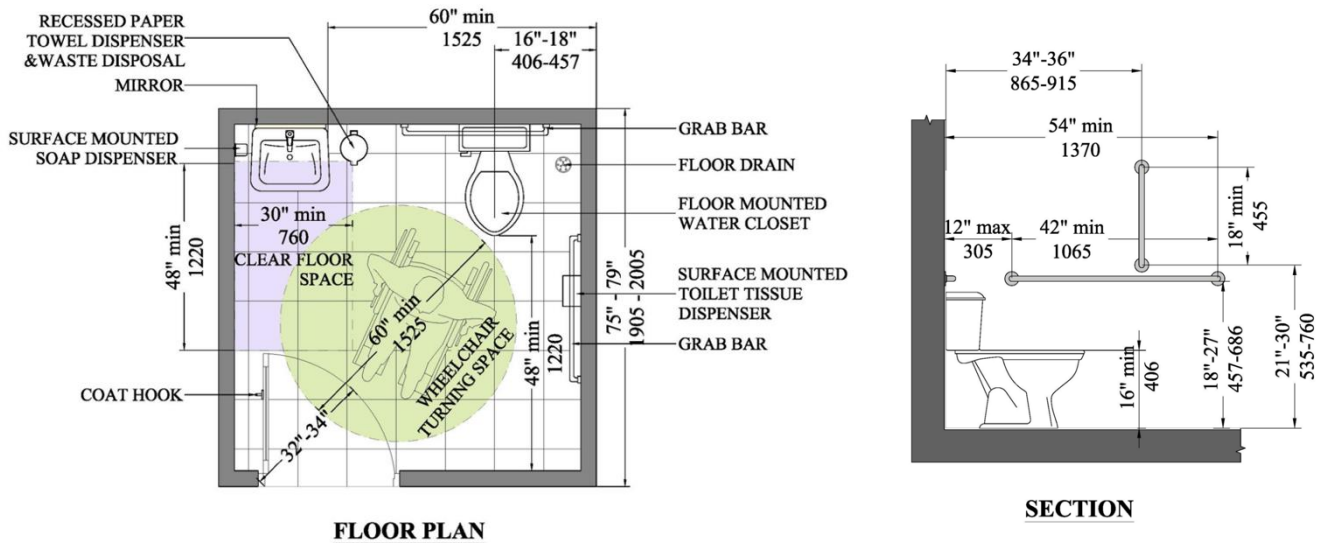 RECESSED PAPER
TOWEL DISPENSER
&WASTE DISPOSAL
MIRROR
SURFACE MOUNTED
SOAP DISPENSER
COAT HOOK
60" min
1525
16"-18"
406-457
48" min
1220
30" min
760
CLEAR FLOOR
SPACE
60" min
1525
WHEELCHAIR
TURNING SPACE
32"-34"
48" min
1220
75" - 79"
1905 - 2005
GRAB BAR
FLOOR DRAIN
FLOOR MOUNTED
WATER CLOSET
SURFACE MOUNTED
TOILET TISSUE
DISPENSER
GRAB BAR
FLOOR PLAN
34"-36"
865-915
54" min
1370
12" max
305
42" min
1065
18" min
455
16" min
406
18"-27"
457-686
21"-30"
535-760
SECTION